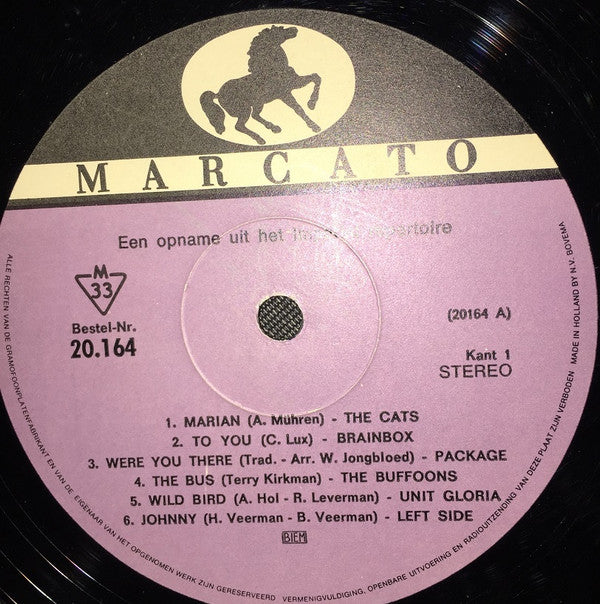 MARCATO
Een opname uit het repertoire
M
33
Bestel-Nr.
20.164
(20164 A)
Kant 1
STEREO
1. MARIAN (A. Mühren) - THE CATS
2. TO YOU (C. Lux) - BRAINBOX
3. WERE YOU THERE (Trad. - Arr. W. Jongbloed) - PACKAGE
4. THE BUS (Terry Kirkman) - THE BUFFOONS
5. WILD BIRD (A. Hol - R. Leverman) - UNIT GLORIA
6. JOHNNY (H. Veerman - B. Veerman) - LEFT SIDE
BIEM
ALLE RECHTEN VAN DE GRAMOFOONPLATENFABRIKANT EN VAN DE EIGENAAR VAN HET OPGENOMEN WERK ZIJN GERESERVEERD VERMENIGVULDIGING, OPENBARE UITVOERING EN RADIOUITZENDING VAN DEZE PLAAT ZIJN VERBODEN MADE IN HOLLAND BY N.V. BOVEMA